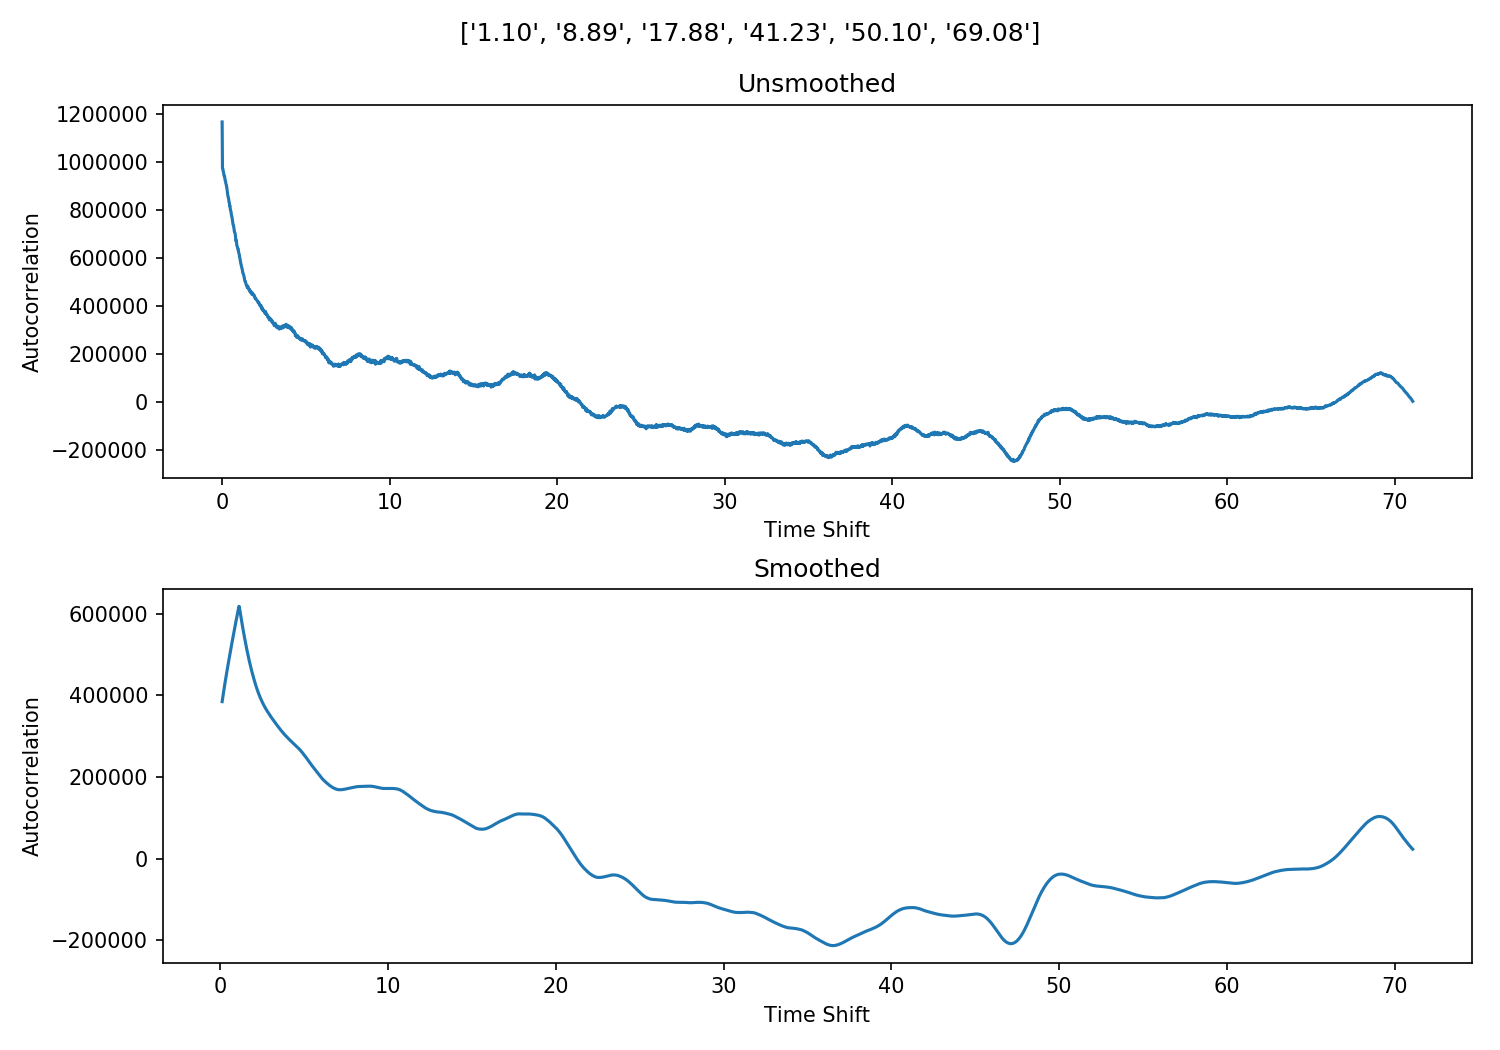 ['1.10', '8.89', '17.88', '41.23', '50.10', '69.08']
Unsmoothed
1200000
1000000
800000
600000
400000
200000
0
−200000
Autocorrelation
0 10 20 30 40 50 60 70
Time Shift
Smoothed
600000
400000
200000
0
−200000
Autocorrelation
0 10 20 30 40 50 60 70
Time Shift